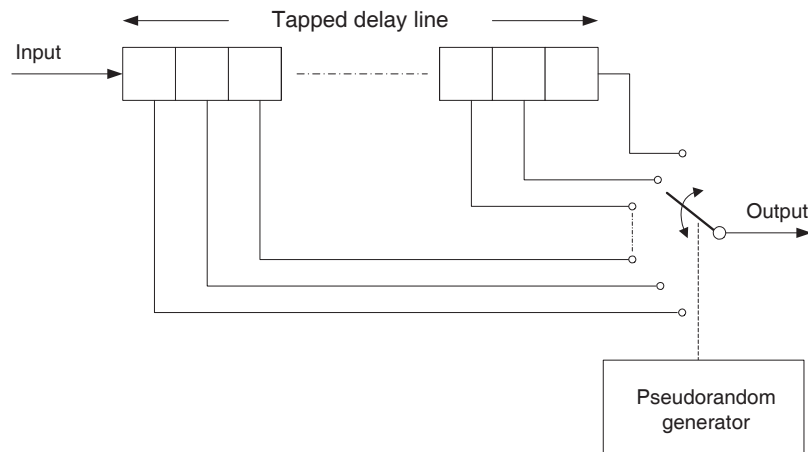 Tapped delay line
Input
Output
Pseudorandom
generator